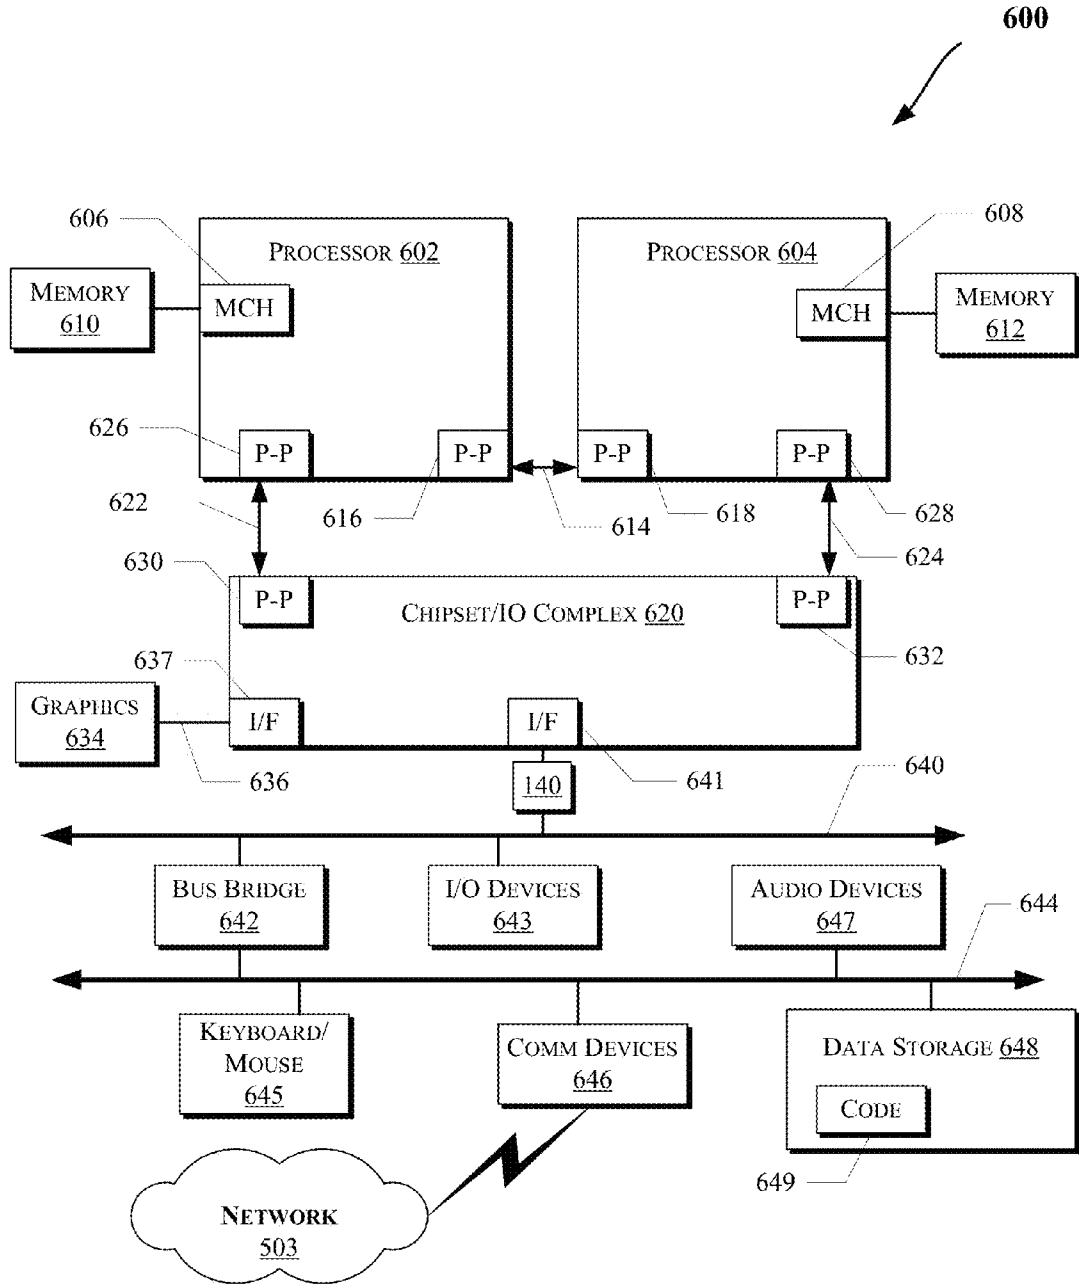 600
606
608
PROCESSOR 602
PROCESSOR 604
MEMORY
610
MCH
MCH
MEMORY
612
626
P-P
P-P
P-P
P-P
622
616
614
618
628
624
630
P-P
CHIPSET/IO COMPLEX 620
P-P
632
637
GRAPHICS
634
I/F
I/F
636
641
140
640
BUS BRIDGE
642
I/O DEVICES
643
AUDIO DEVICES
647
644
KEYBOARD/
MOUSE
645
COMM DEVICES
646
DATA STORAGE 648
CODE
649
NETWORK
503